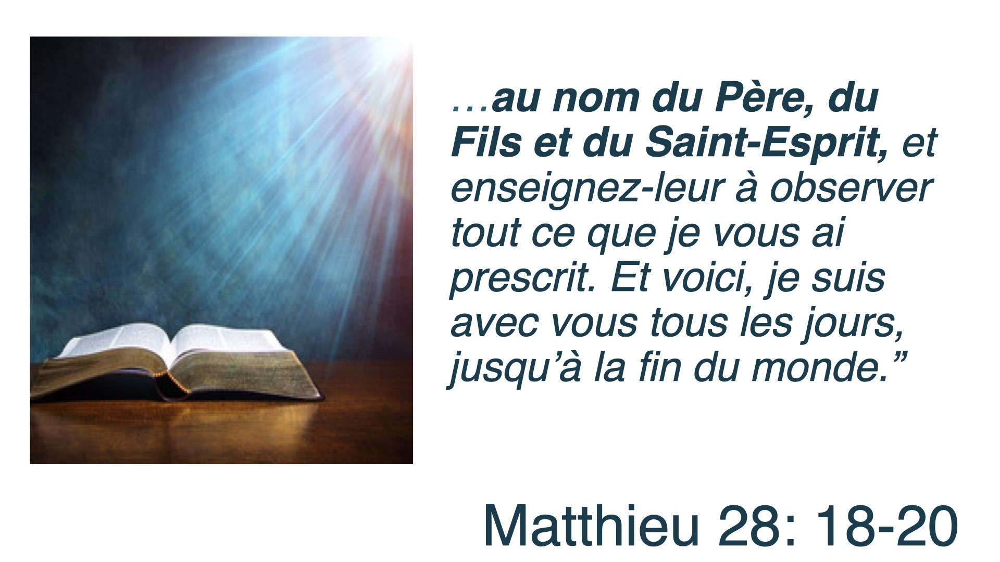 …au nom du Père, du
Fils et du Saint-Esprit, et
enseignez-leur à observer
tout ce que je vous ai
prescrit. Et voici, je suis
avec vous tous les jours,
jusqu’à la fin du monde.”
Matthieu 28: 18-20